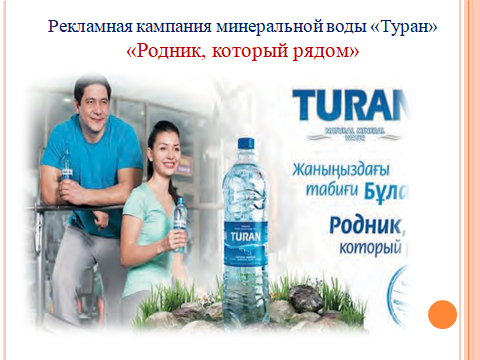 Рекламная кампания минеральной воды «Туран»
«Родник, который рядом»
TURAN
NATURAL MINERAL
WATER
Жаныңыздағы
табиғи Бұла
Родник,
который
TURAN